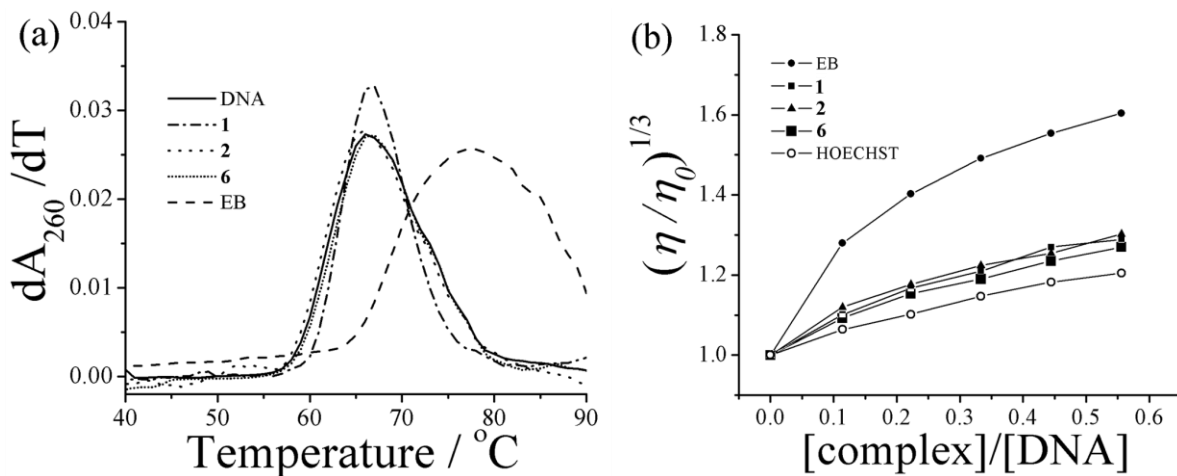 (a)
0.04
0.03
0.02
0.01
0.00
dA260 /dT
DNA
1
2
6
EB
40 50 60 70 80 90
Temperature / °C
(b)
1.8
1.6
1.4
1.2
1.0
(η /η0)1/3
EB
1
2
6
HOECHST
0.0 0.1 0.2 0.3 0.4 0.5 0.6
[complex]/[DNA]